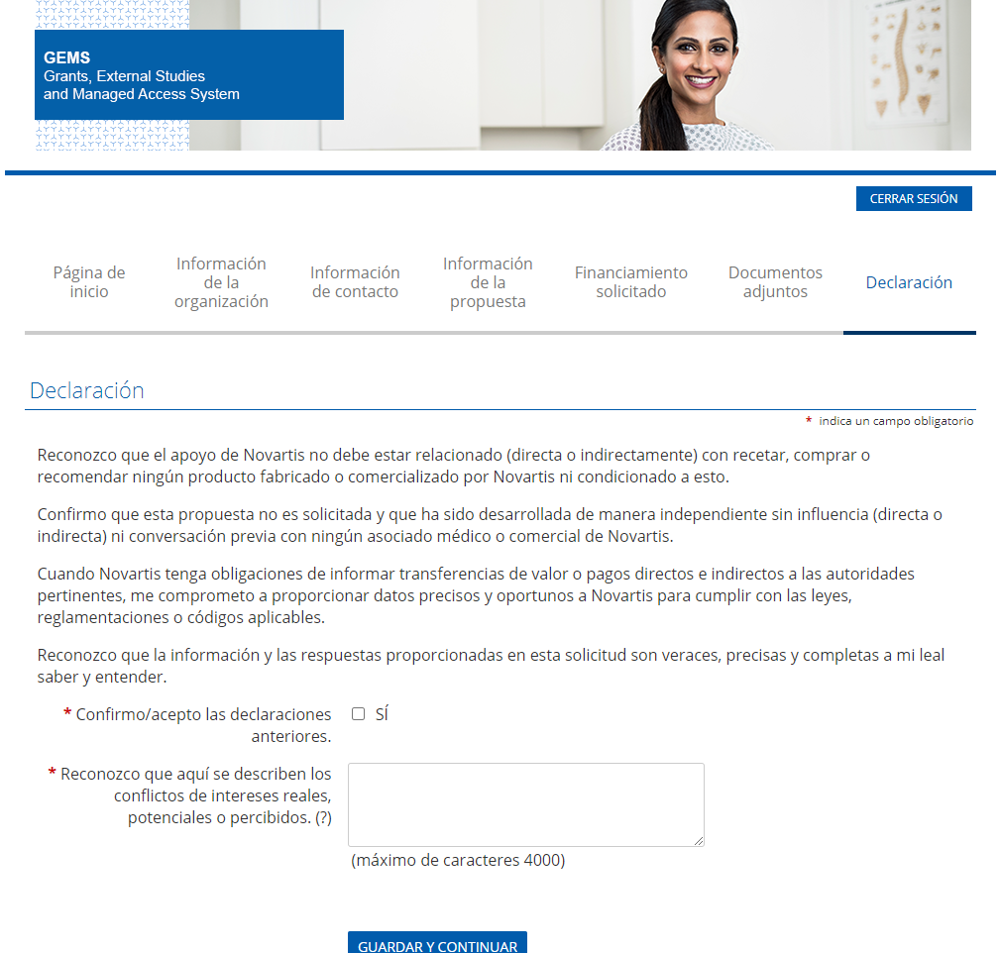 GEMS
Grants, External Studies
and Managed Access System
CERRAR SESIÓN
Página de
inicio
Información
de la
organización
Información
de contacto
Información
de la
propuesta
Financiamiento
solicitado
Documentos
adjuntos
Declaración
Declaración
* indica un campo obligatorio
Reconozco que el apoyo de Novartis no debe estar relacionado (directa o indirectamente) con recetar, comprar o
recomendar ningún producto fabricado o comercializado por Novartis ni condicionado a esto.
Confirmo que esta propuesta no es solicitada y que ha sido desarrollada de manera independiente sin influencia (directa o
indirecta) ni conversación previa con ningún asociado médico o comercial de Novartis.
Cuando Novartis tenga obligaciones de informar transferencias de valor o pagos directos e indirectos a las autoridades
pertinentes, me comprometo a proporcionar datos precisos y oportunos a Novartis para cumplir con las leyes,
reglamentaciones o códigos aplicables.
Reconozco que la información y las respuestas proporcionadas en esta solicitud son veraces, precisas y completas a mi leal
saber y entender.
* Confirmo/acepto las declaraciones
anteriores.
SÍ
* Reconozco que aquí se describen los
conflictos de intereses reales,
potenciales o percibidos. (?)
(máximo de caracteres 4000)
GUARDAR Y CONTINUAR